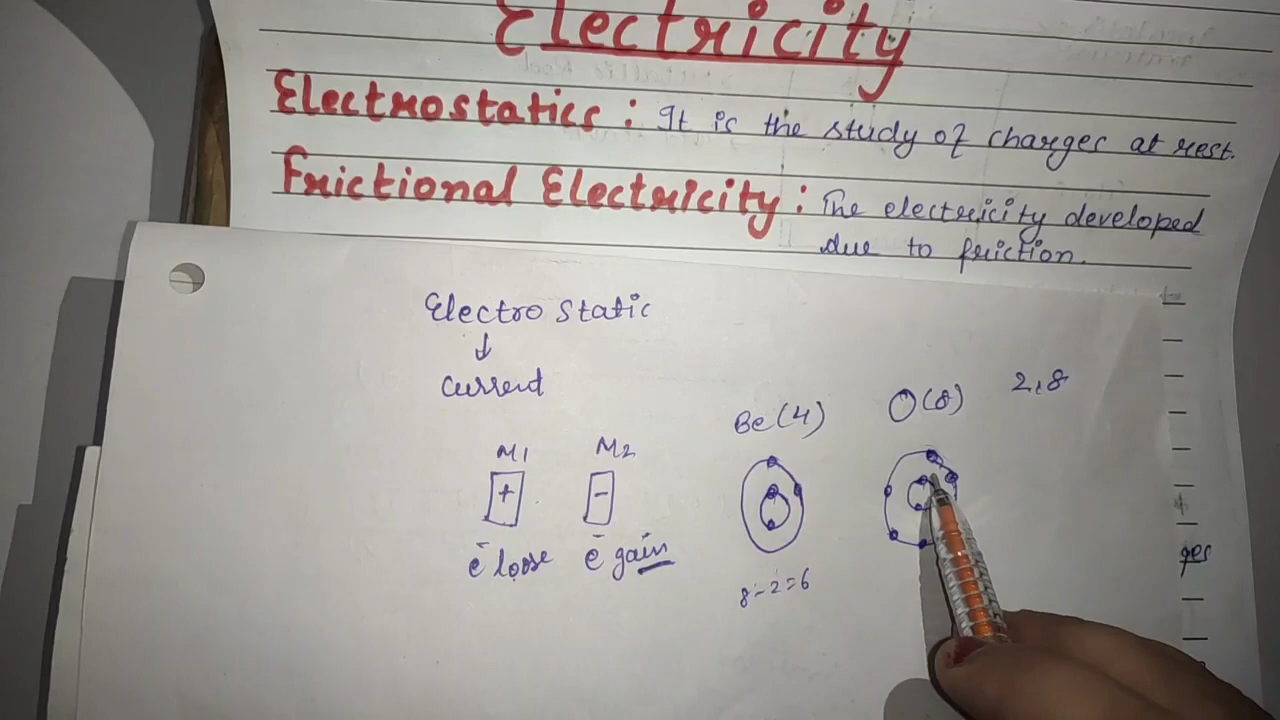 Electricity
Electrostatics : It is the study of charges at rest.
Frictional Electricity : The electricity developed
due to friction.
Electro Static
↓
Current
M1 M2
+ -
e̅ loose e̅ gain
Be(4) O(8) 2,8
8-2=6
ges